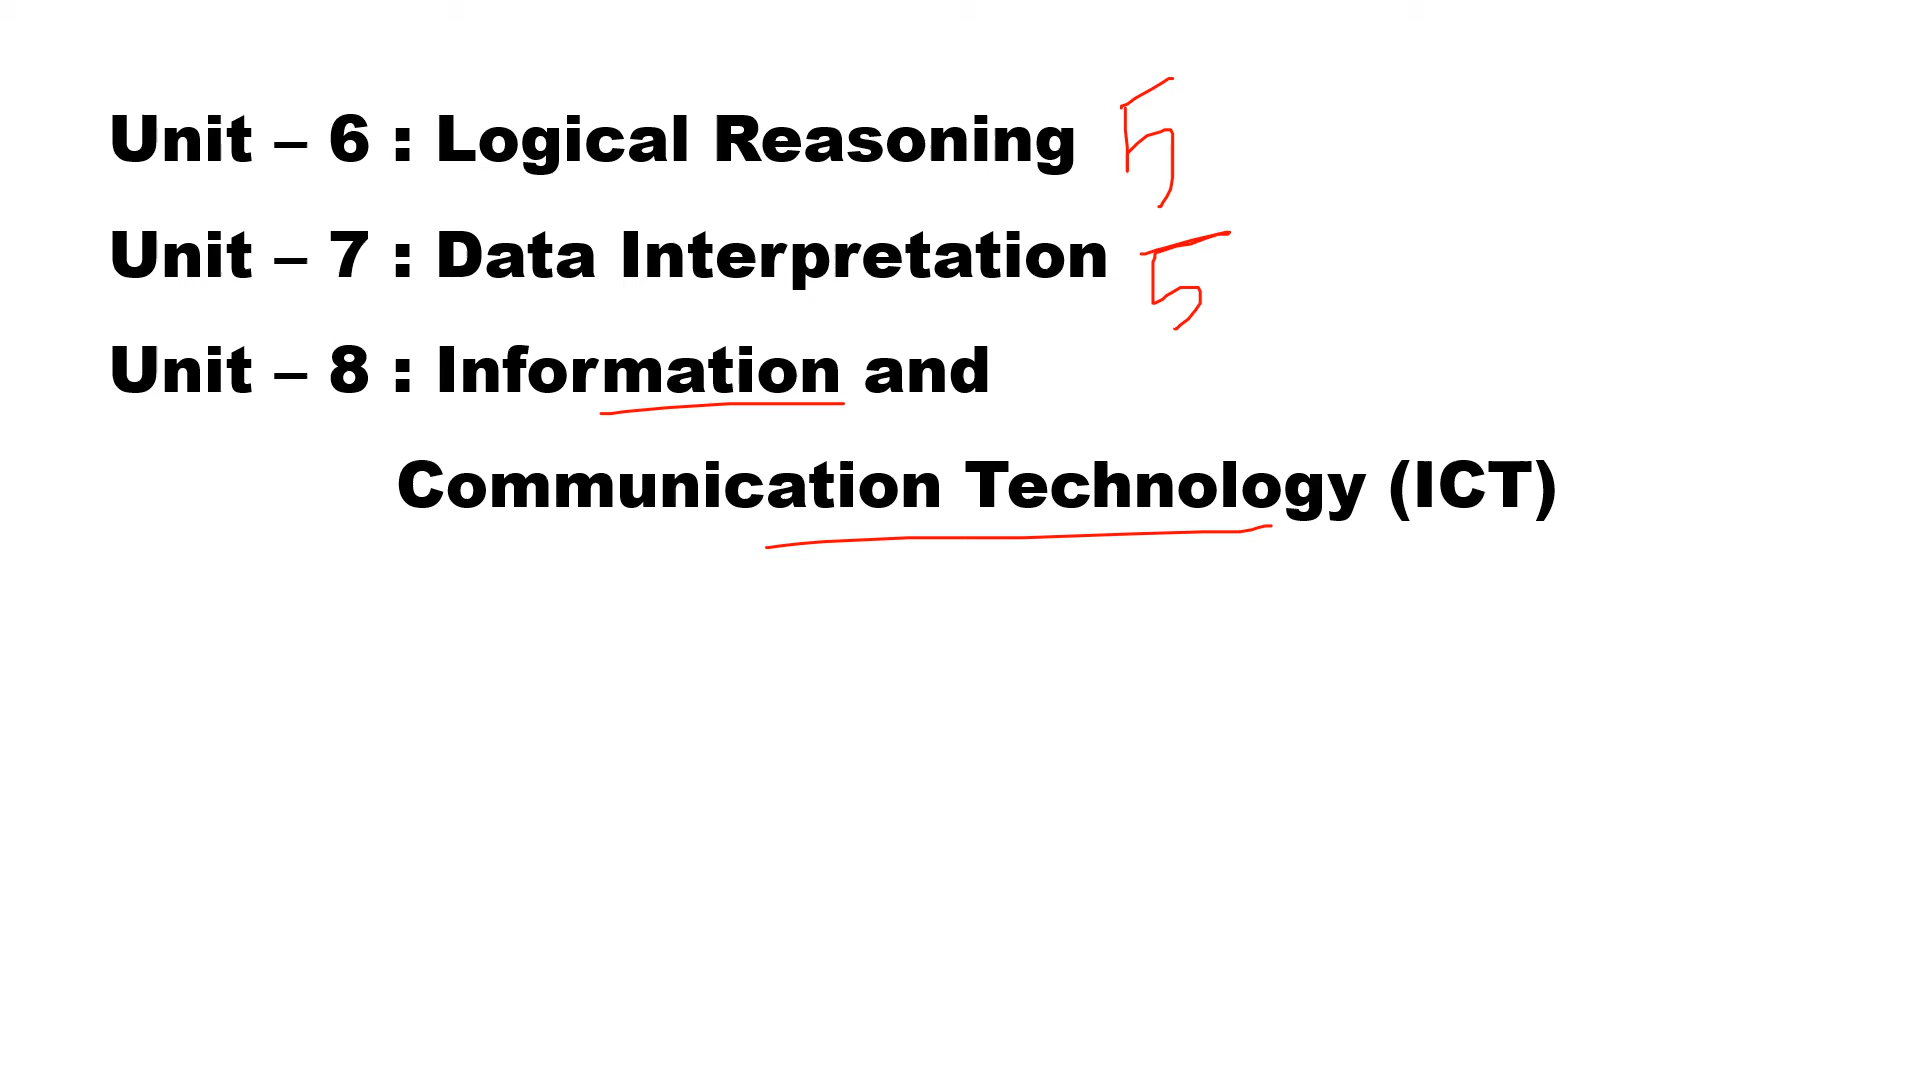 Unit – 6 : Logical Reasoning 5
Unit – 7 : Data Interpretation 5
Unit – 8 : Information and
Communication Technology (ICT)